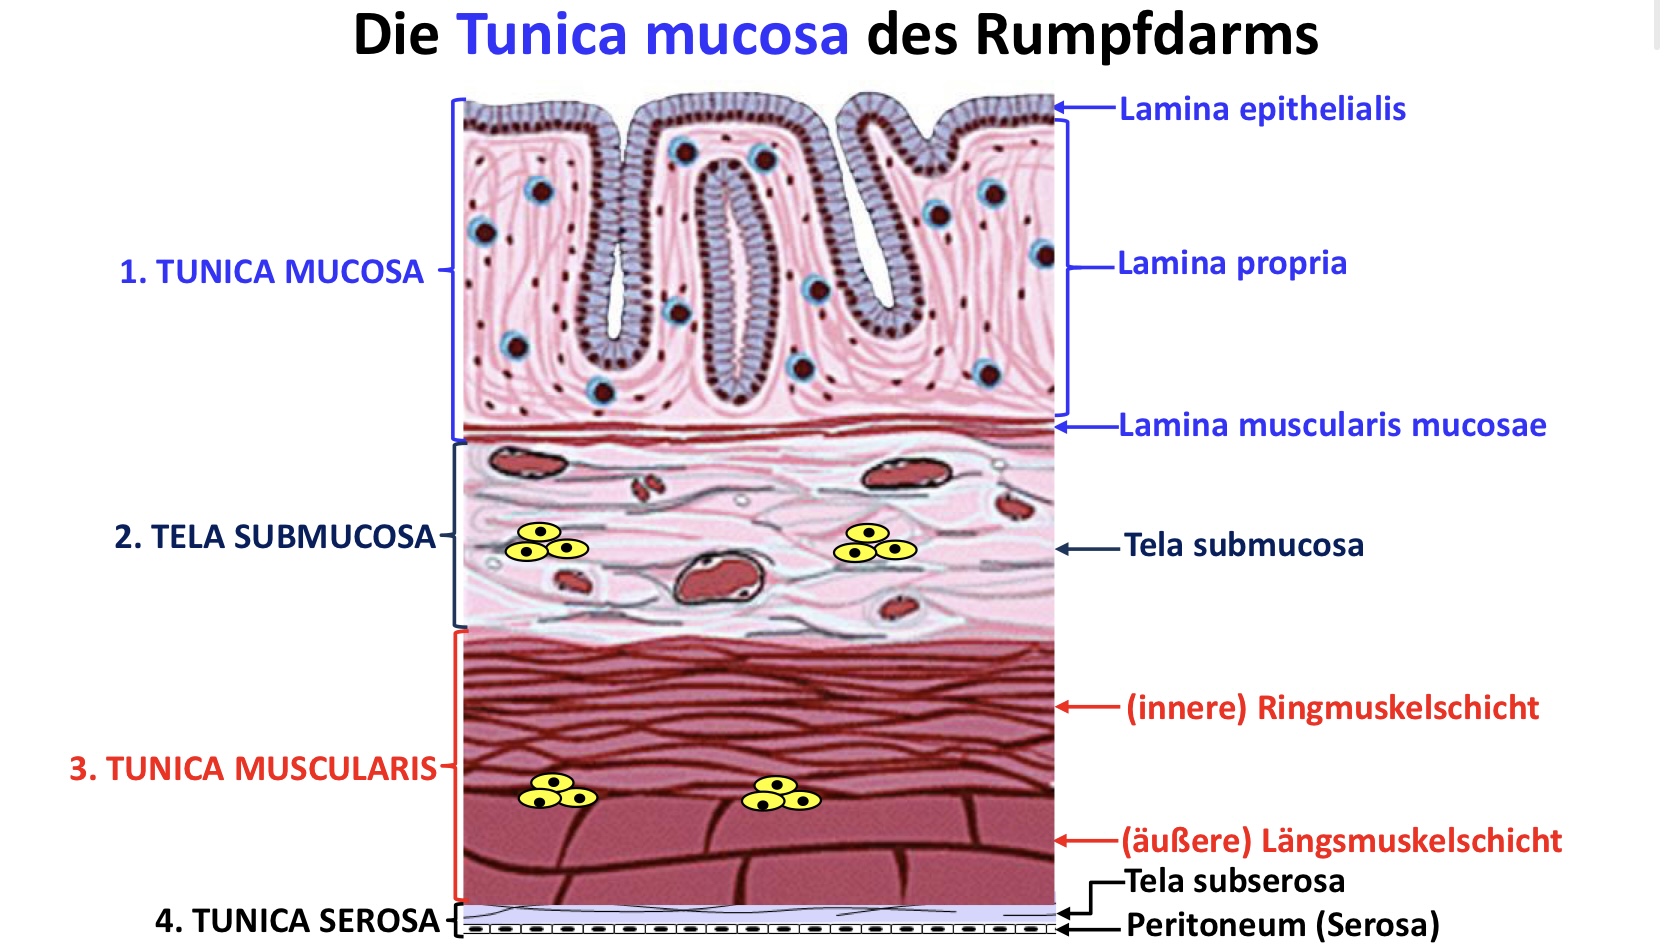 Die Tunica mucosa des Rumpfdarms
Lamina epithelialis
1. TUNICA MUCOSA
Lamina propria
Lamina muscularis mucosae
2. TELA SUBMUCOSA
Tela submucosa
(innere) Ringmuskelschicht
3. TUNICA MUSCULARIS
(äußere) Längsmuskelschicht
Tela subserosa
4. TUNICA SEROSA
Peritoneum (Serosa)